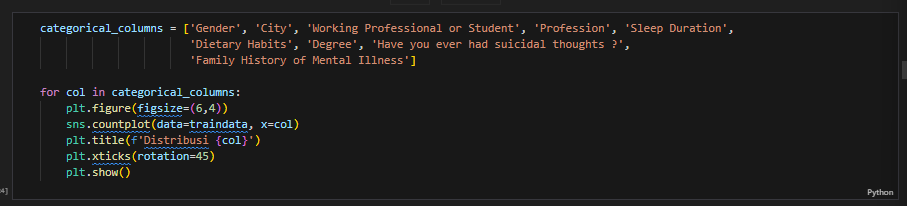 categorical_columns = ['Gender', 'City', 'Working Professional or Student', 'Profession', 'Sleep Duration',
                       'Dietary Habits', 'Degree', 'Have you ever had suicidal thoughts ?',
                       'Family History of Mental Illness']

for col in categorical_columns:
    plt.figure(figsize=(6,4))
    sns.countplot(data=traindata, x=col)
    plt.title(f'Distribusi {col}')
    plt.xticks(rotation=45)
    plt.show()
4]
Python